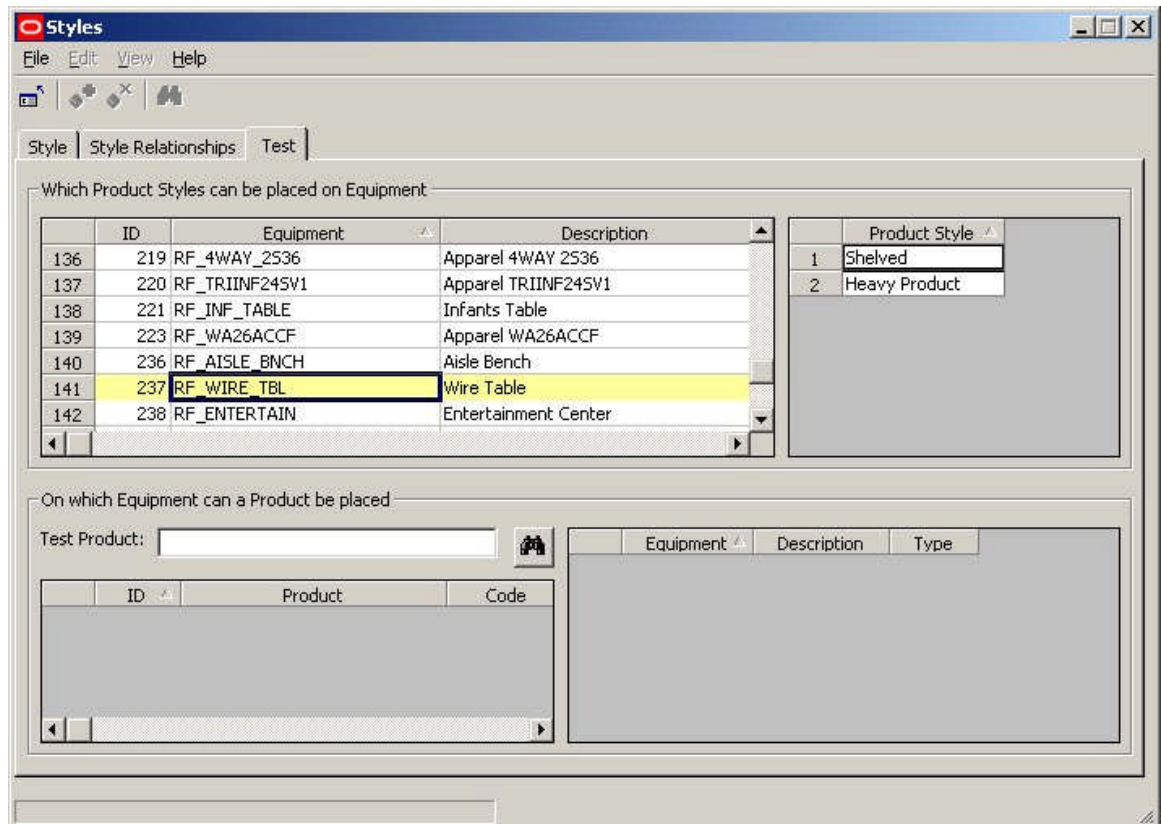 Styles
File Edit View Help
Style Style Relationships Test
Which Product Styles can be placed on Equipment
ID Equipment Description
136 219 RF_4WAY_2S36 Apparel 4WAY 2S36
137 220 RF_TRIINF24SV1 Apparel TRIINF24SV1
138 221 RF_INF_TABLE Infants Table
139 223 RF_WA26ACCF Apparel WA26ACCF
140 236 RF_AISLE_BNCH Aisle Bench
141 237 RF_WIRE_TBL Wire Table
142 238 RF_ENTERTAIN Entertainment Center
Product Style
1 Shelved
2 Heavy Product
On which Equipment can a Product be placed
Test Product:
ID Product Code
Equipment Description Type